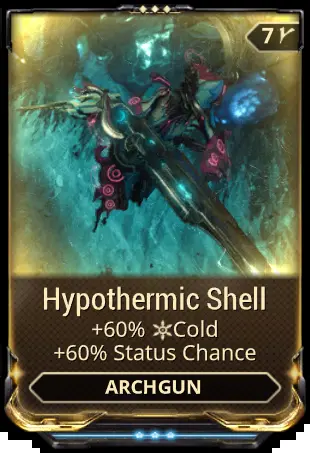 7
Hypothermic Shell
+60% Cold
+60% Status Chance
ARCHGUN